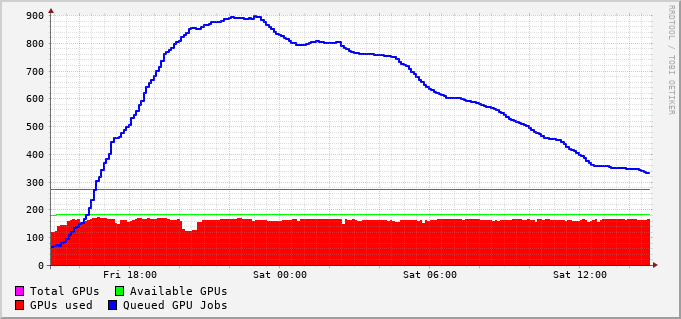 900
800
700
600
500
400
300
200
100
0
Fri 18:00 Sat 00:00 Sat 06:00 Sat 12:00
Total GPUs Available GPUs
GPUs used Queued GPU Jobs
RRDTOOL / TOBI OETIKER